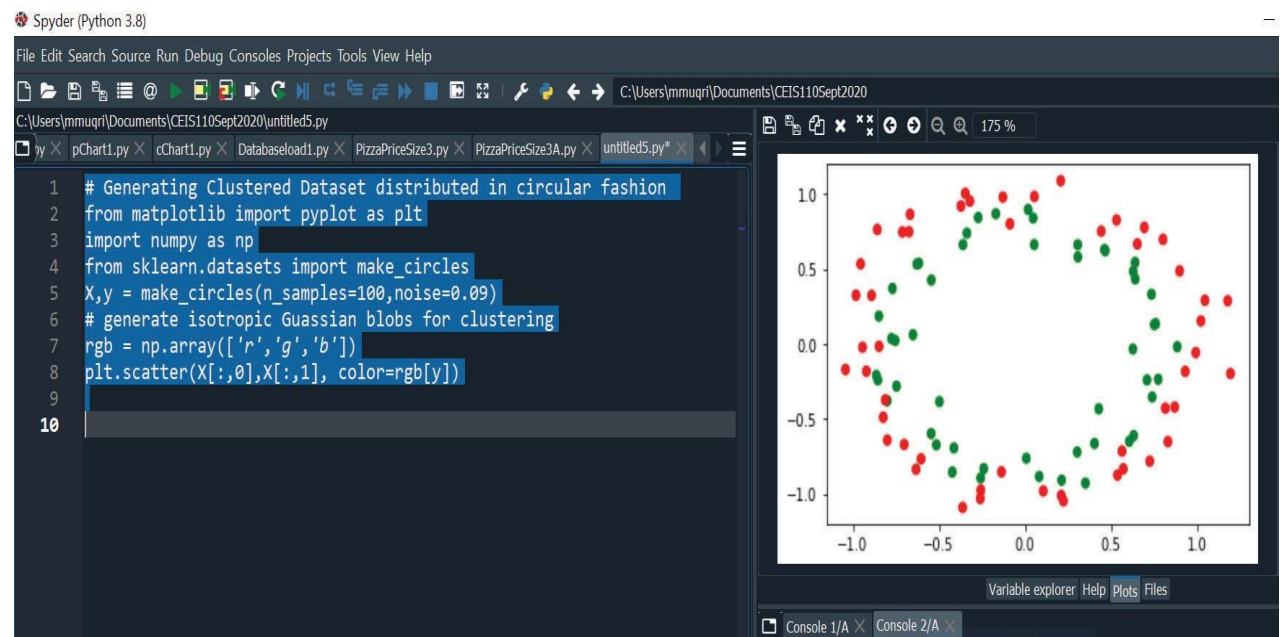 Spyder (Python 3.8)
File Edit Search Source Run Debug Consoles Projects Tools View Help
C:\Users\mmuqri\Documents\CEIS110Sept2020
C:\Users\mmuqri\Documents\CEIS110Sept2020\untitled5.py
py pChart1.py cChart1.py Databaseload1.py PizzaPriceSize3.py PizzaPriceSize3A.py untitled5.py*
1 # Generating Clustered Dataset distributed in circular fashion
2 from matplotlib import pyplot as plt
3 import numpy as np
4 from sklearn.datasets import make_circles
5 X,y = make_circles(n_samples=100,noise=0.09)
6 # generate isotropic Guassian blobs for clustering
7 rgb = np.array(['r','g','b'])
8 plt.scatter(X[:,0],X[:,1], color=rgb[y])
9
10
175 %
1.0
0.5
0.0
−0.5
−1.0
−1.0 −0.5 0.0 0.5 1.0
Variable explorer Help Plots Files
Console 1/A Console 2/A